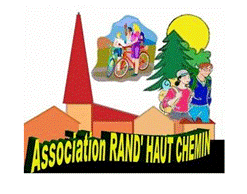 Association RAND' HAUT CHEMIN